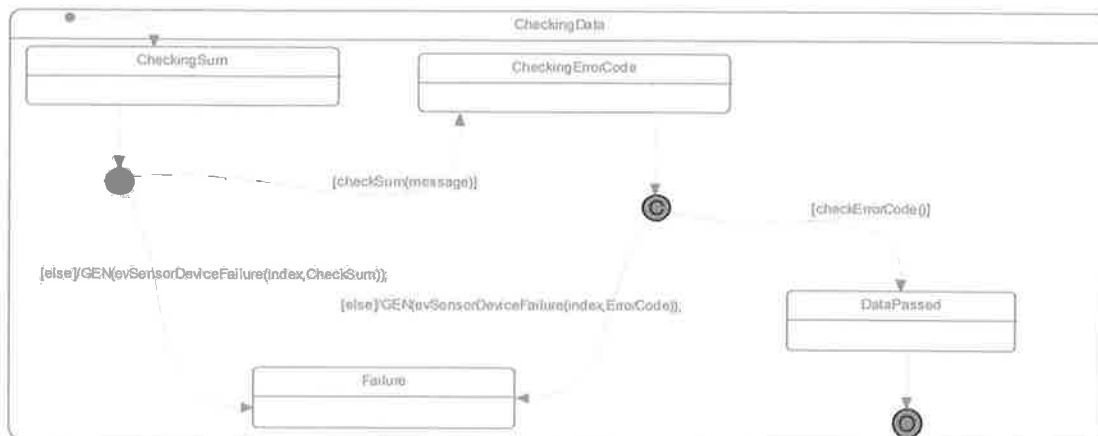 CheckingData
CheckingSum
CheckingErrorCode
[checkSum(message)]
C
[checkErrorCode()]
[else]/GEN(evSensorDeviceFailure(index,CheckSum));
[else]/GEN(evSensorDeviceFailure(index,ErrorCode));
DataPassed
Failure